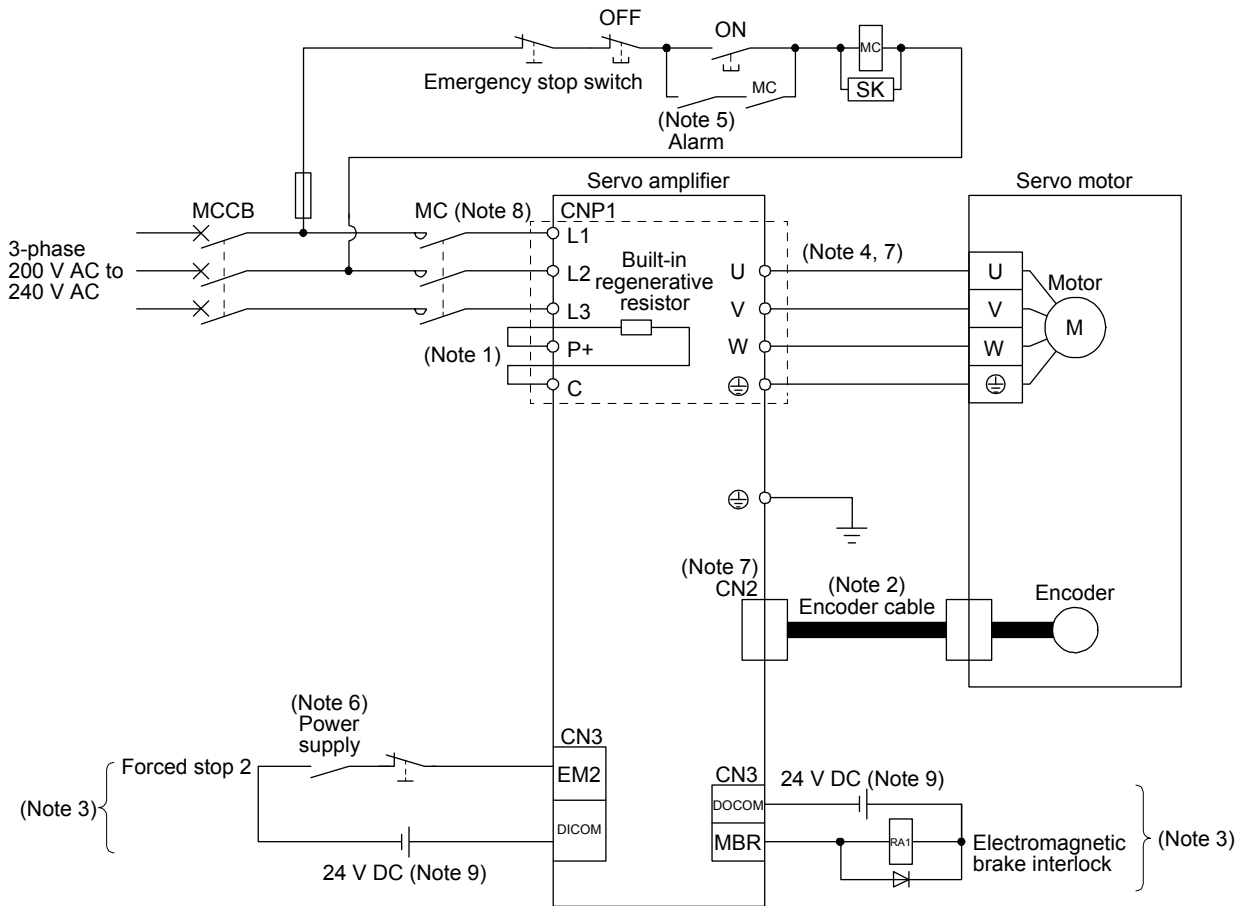 OFF
ON
MC
SK
Emergency stop switch
MC
(Note 5)
Alarm
Servo amplifier
Servo motor
MCCB
MC (Note 8)
CNP1
3-phase
200 V AC to
240 V AC
L1
L2
L3
(Note 1)
P+
C
Built-in
regenerative
resistor
U
V
W
(Note 4, 7)
U
V
W
Motor
M
(Note 7)
CN2
(Note 2)
Encoder cable
Encoder
(Note 6)
Power
supply
Forced stop 2
(Note 3)
24 V DC (Note 9)
CN3
EM2
DICOM
CN3
DOCOM
MBR
24 V DC (Note 9)
RA1
Electromagnetic
brake interlock
(Note 3)